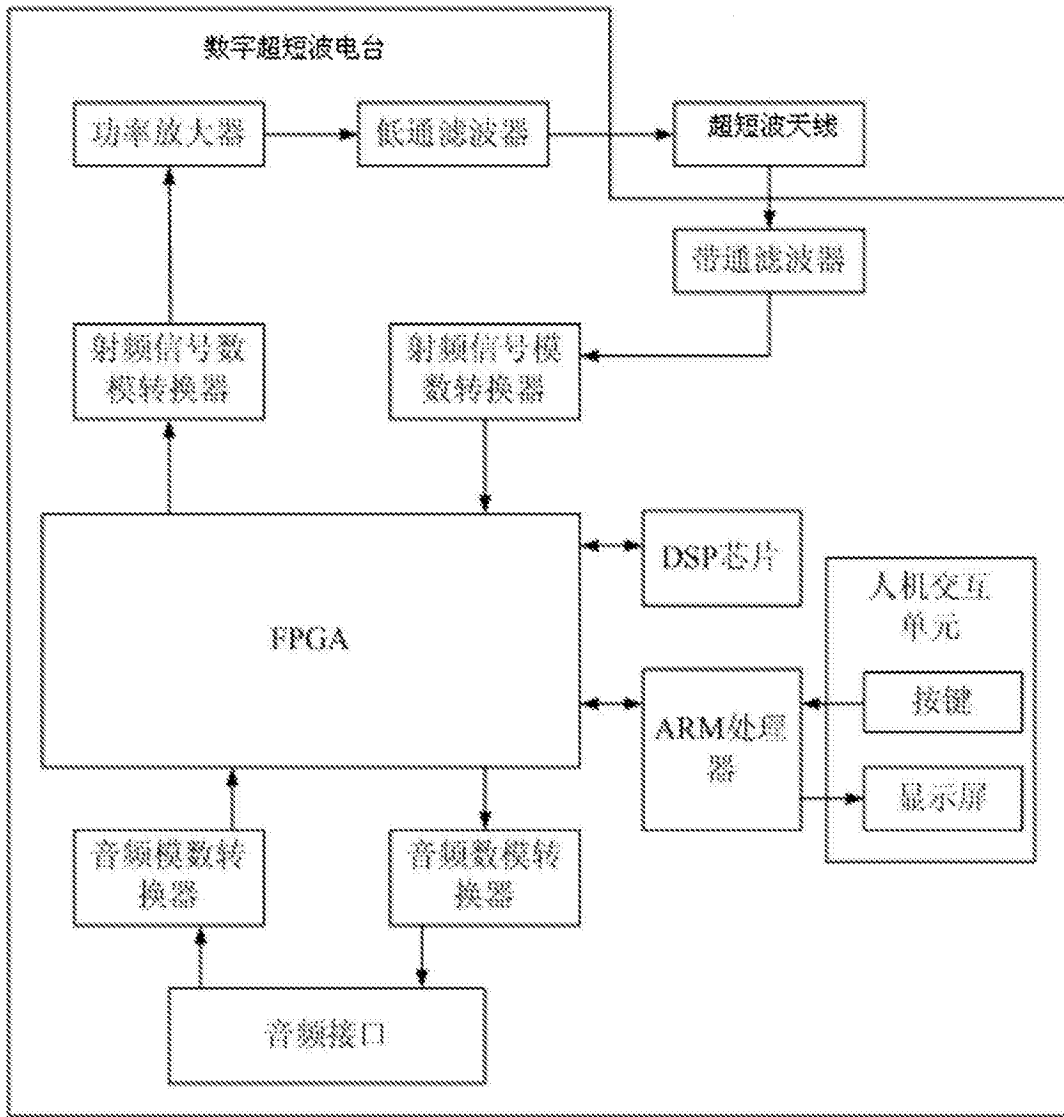 数字超短波电台
功率放大器
低通滤波器
超短波天线
带通滤波器
射频信号数
模转换器
射频信号模
数转换器
FPGA
DSP芯片
人机交互
单元
ARM处理
器
按键
显示屏
音频模数转
换器
音频数模转
换器
音频接口